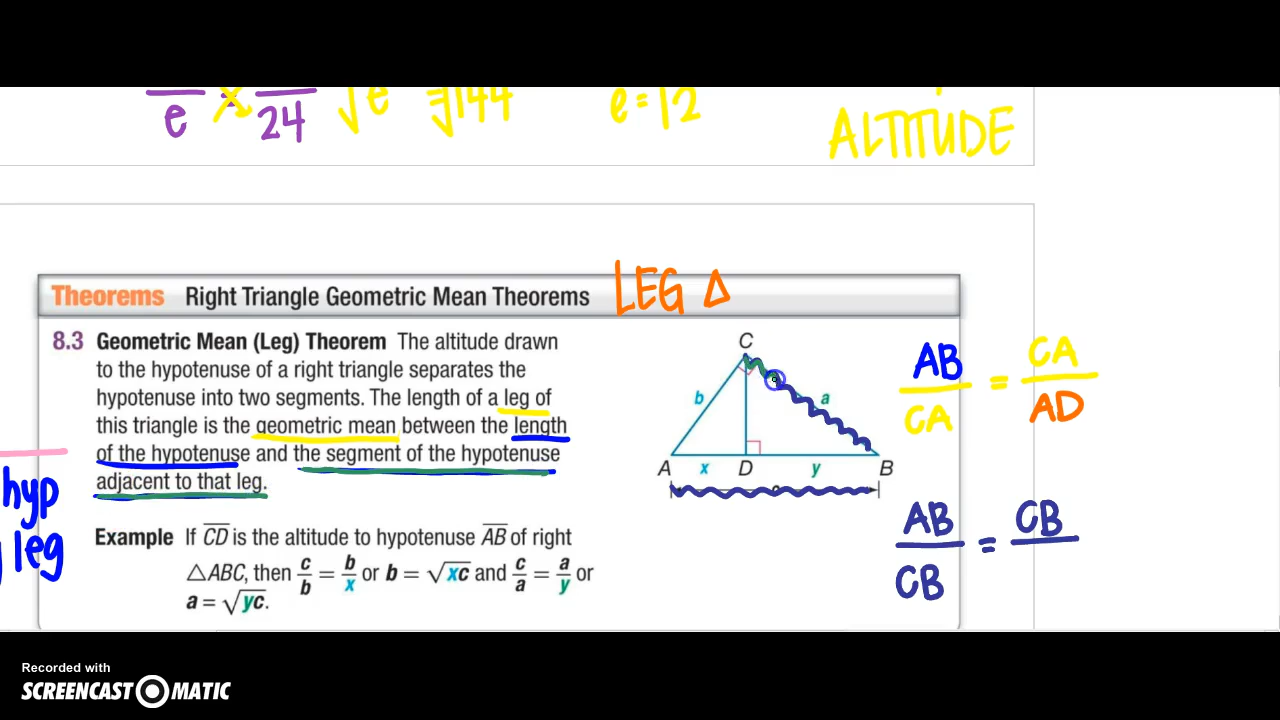 e 24 √e = √144 e = 12
ALTITUDE
Theorems Right Triangle Geometric Mean Theorems LEG Δ
8.3 Geometric Mean (Leg) Theorem The altitude drawn
to the hypotenuse of a right triangle separates the
hypotenuse into two segments. The length of a leg of
this triangle is the geometric mean between the length
of the hypotenuse and the segment of the hypotenuse
adjacent to that leg.
hyp
leg
Example If CD is the altitude to hypotenuse AB of right
△ABC, then c/b = b/x or b = √xc and c/a = a/y or
a = √yc.
C
b a
A x D y B
AB/CA = CA/AD
AB/CB = CB/
Recorded with
SCREENCAST MATIC